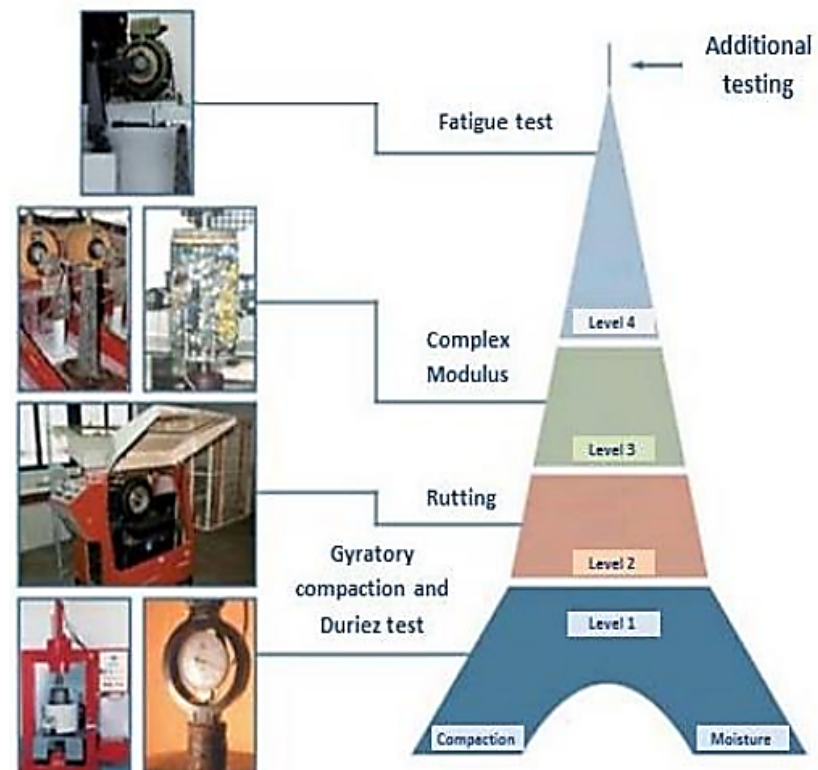 Additional
testing
Fatigue test
Level 4
Complex
Modulus
Level 3
Rutting
Level 2
Gyratory
compaction and
Duriez test
Level 1
Compaction
Moisture